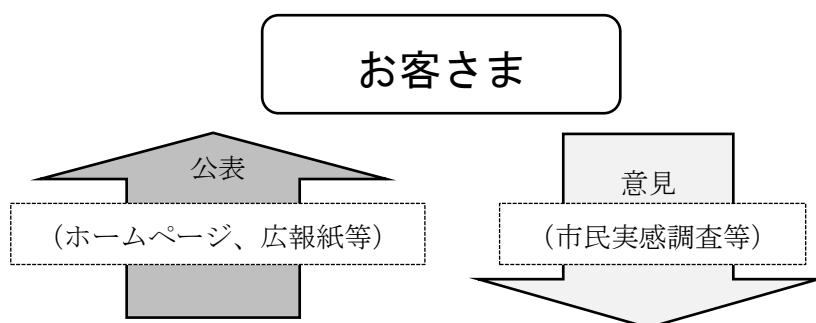 お客さま
公表
（ホームページ、広報紙等）
意見
（市民実感調査等）